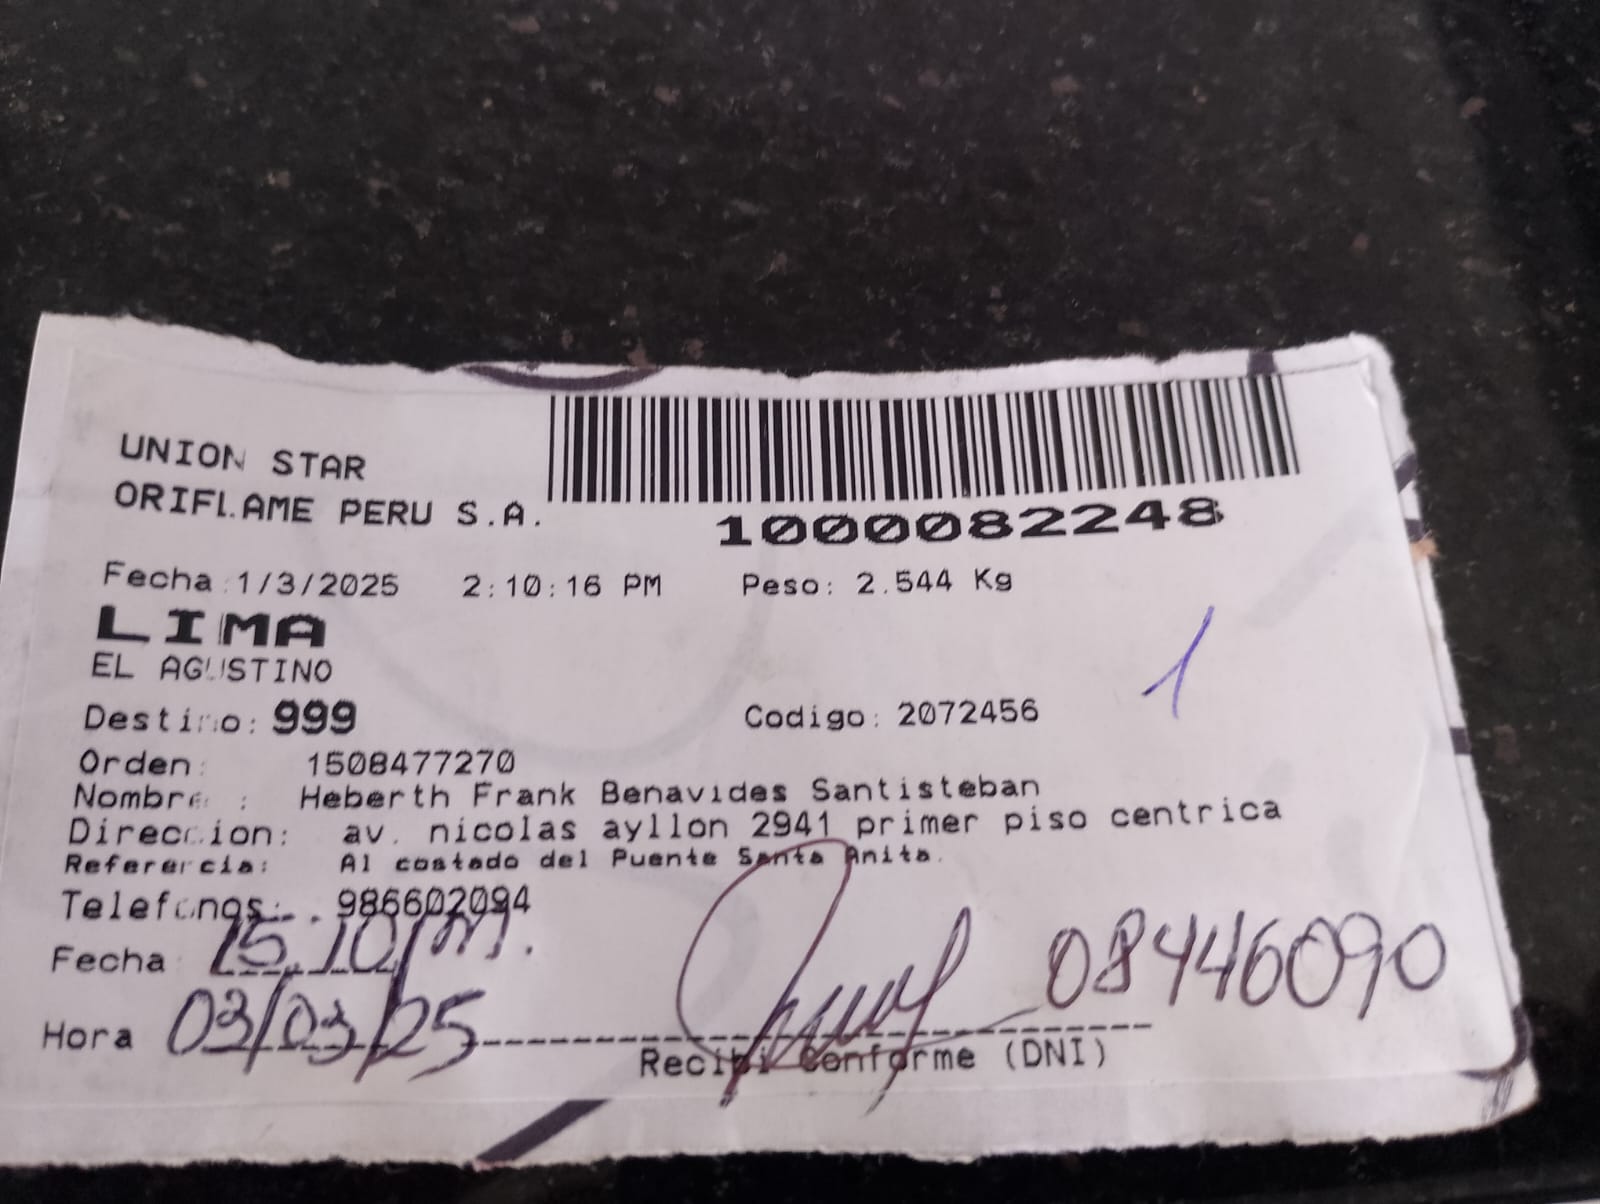 UNION STAR
ORIFLAME PERU S.A.
1000082248
Fecha: 1/3/2025 2:10:16 PM Peso: 2.544 Kg
1
LIMA
EL AGUSTINO
Destino: 999 Codigo: 2072456
Orden: 1508477270
Nombre : Heberth Frank Benavides Santisteban
Direccion: av. nicolas ayllon 2941 primer piso centrica
Referencia: Al costado del Puente Santa Anita.
Telefonos: . 986602094
Fecha: 15:10 pm.
08446090
Hora 03/03/25
Recibi Conforme (DNI)